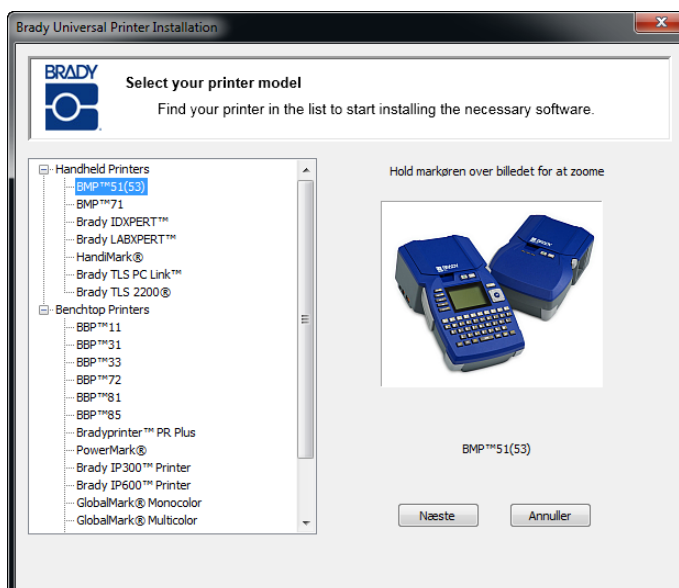 Brady Universal Printer Installation
BRADY
Select your printer model
Find your printer in the list to start installing the necessary software.
Handheld Printers
BMP™51(53)
BMP™71
Brady IDXPERT™
Brady LABXPERT™
HandiMark®
Brady TLS PC Link™
Brady TLS 2200®
Benchtop Printers
BBP™11
BBP™31
BBP™33
BBP™72
BBP™81
BBP™85
Bradyprinter™ PR Plus
PowerMark®
Brady IP300™ Printer
Brady IP600™ Printer
GlobalMark® Monocolor
GlobalMark® Multicolor
Hold markøren over billedet for at zoome
BRADY
BRADY
BMP™51(53)
Næste
Annuller